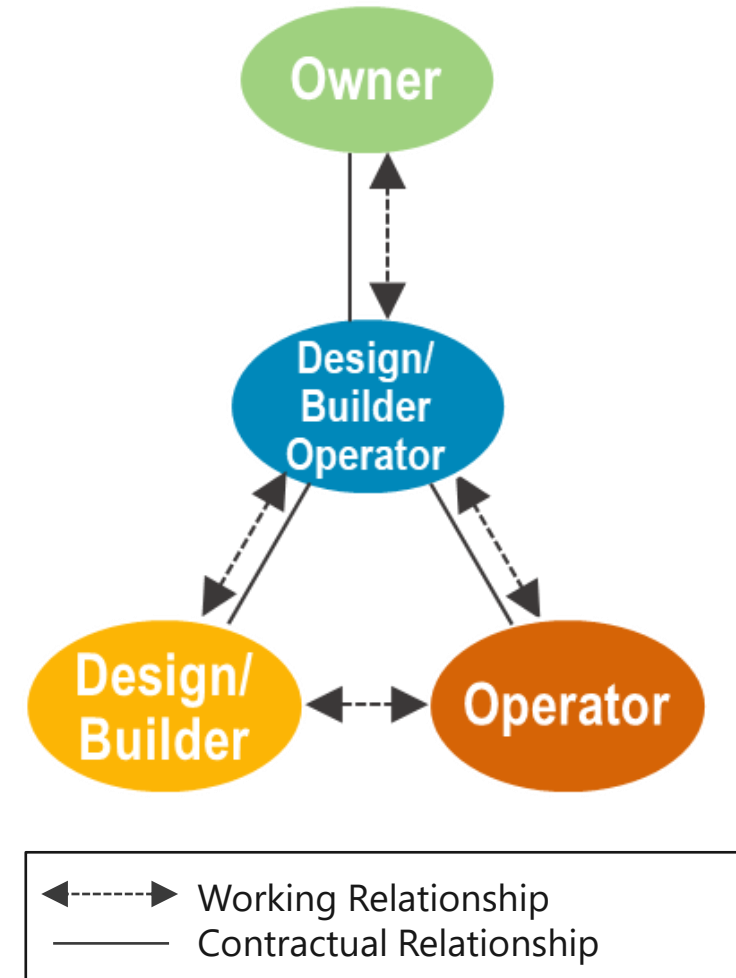 Owner
Design/
Builder
Operator
Design/
Builder
Operator
Working Relationship
Contractual Relationship